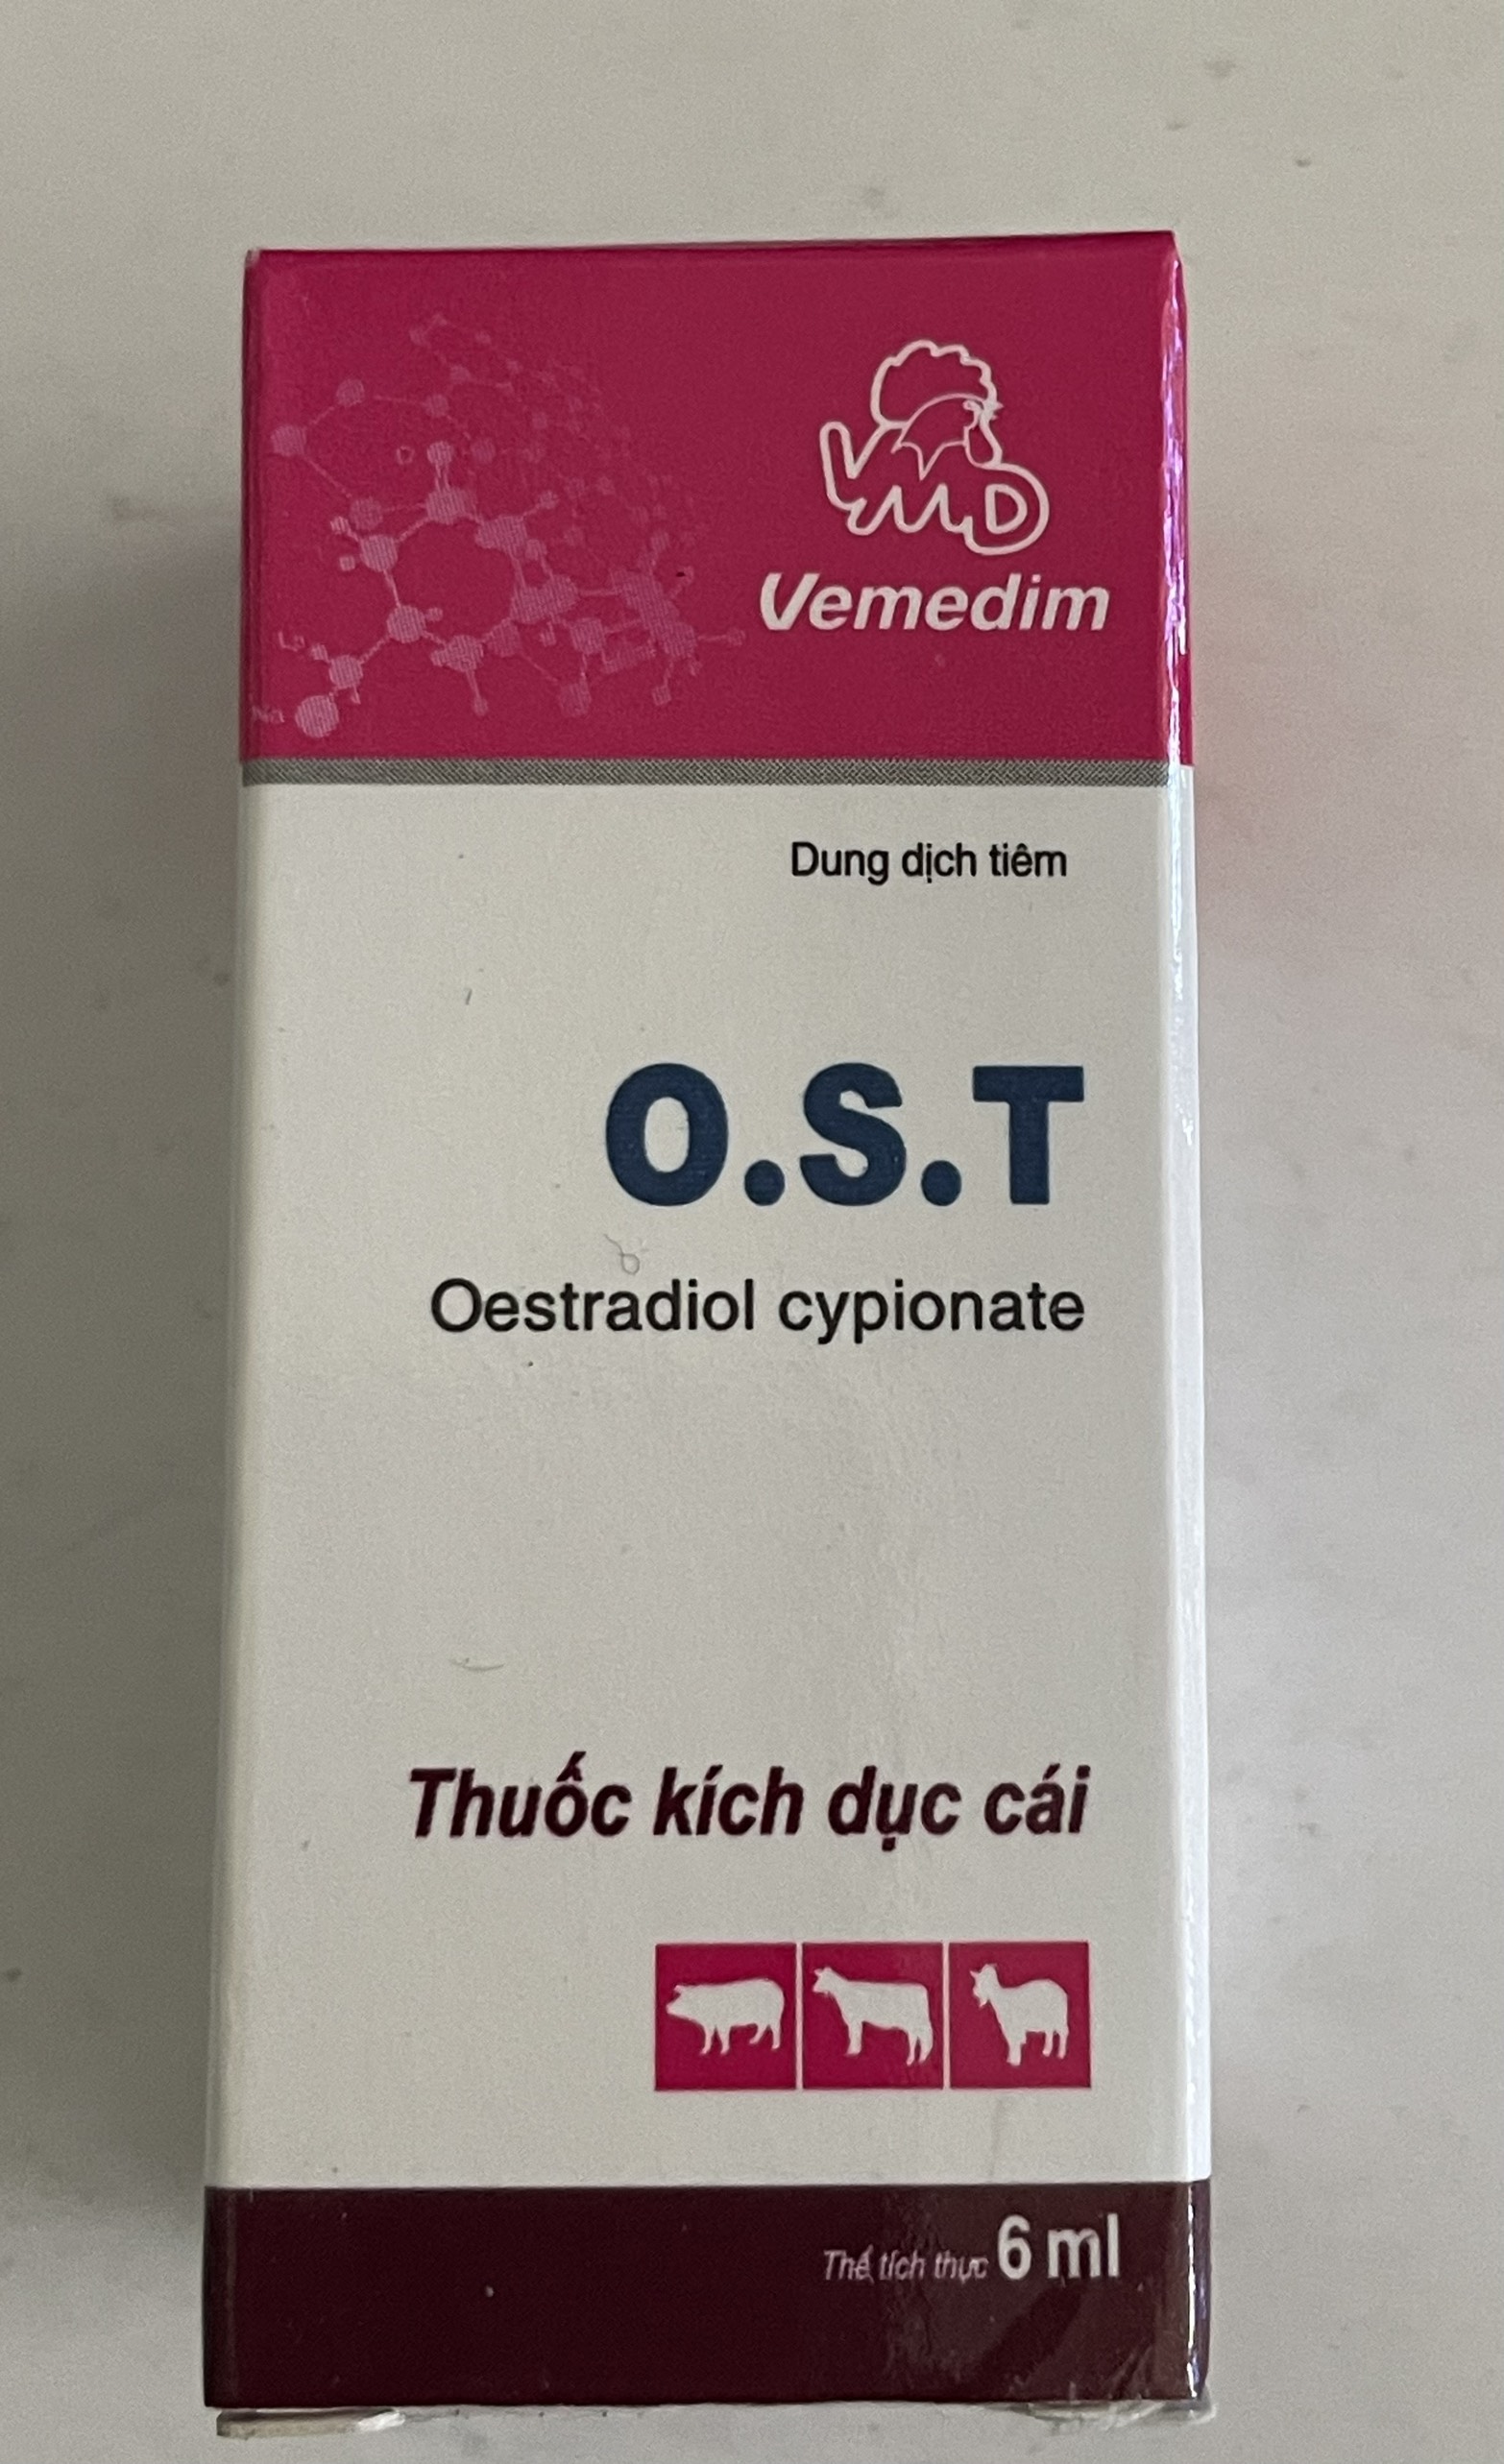 VMD
Vemedim
Dung dịch tiêm
O.S.T
Oestradiol cypionate
Thuốc kích dục cái
Thể tích thực 6 ml